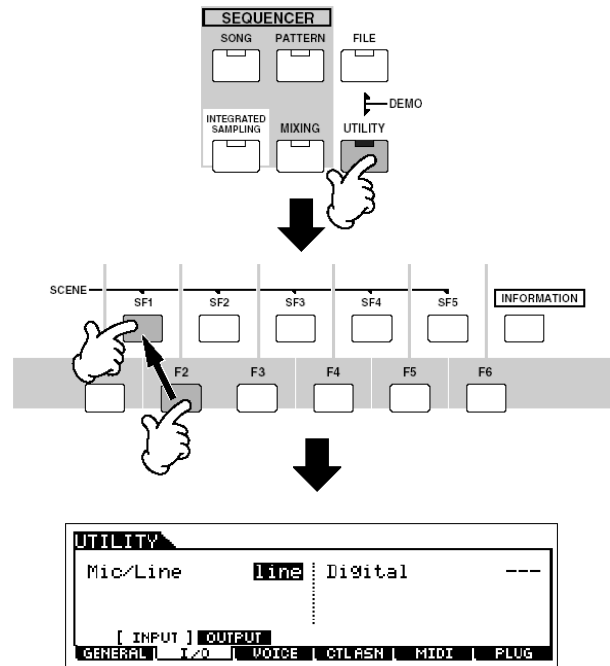 SEQUENCER
SONG PATTERN FILE
DEMO
INTEGRATED
SAMPLING MIXING UTILITY
SCENE
SF1 SF2 SF3 SF4 SF5 INFORMATION
F2 F3 F4 F5 F6
UTILITY
Mic/Line line Digital ---
[ INPUT ] OUTPUT
GENERAL I/O VOICE CTLASN MIDI PLUG